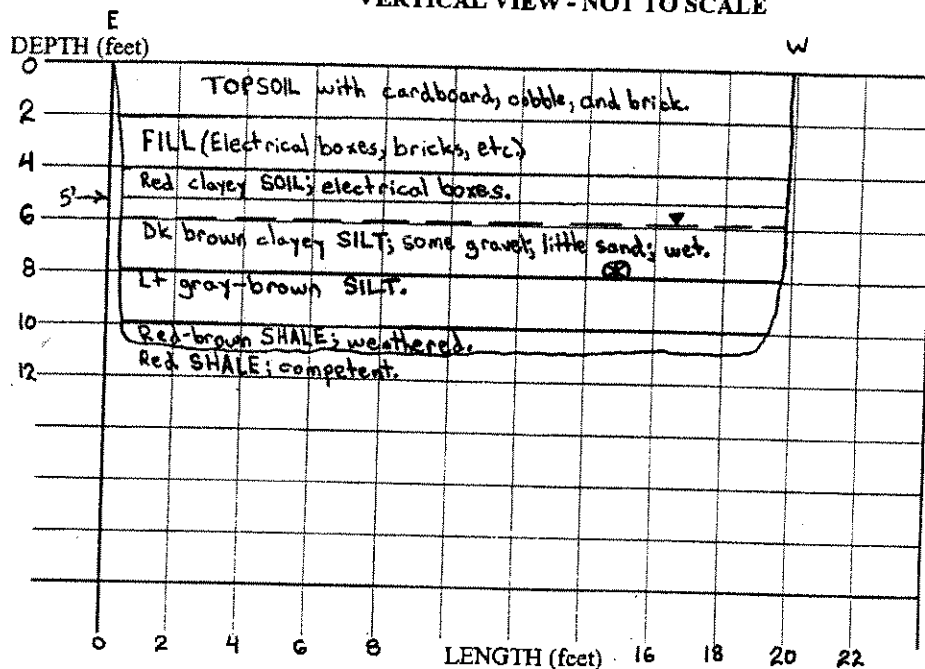 VERTICAL VIEW - NOT TO SCALE
E
W
DEPTH (feet)
0
TOPSOIL with cardboard, cobble, and brick.
2
FILL (Electrical boxes, bricks, etc.)
4
Red clayey SOIL; electrical boxes.
5'→
6
Dk brown clayey SILT; some gravel; little sand; wet.
8
Lt gray-brown SILT.
10
Red-brown SHALE; weathered.
Red SHALE; competent.
12
0 2 4 6 8 LENGTH (feet) 16 18 20 22